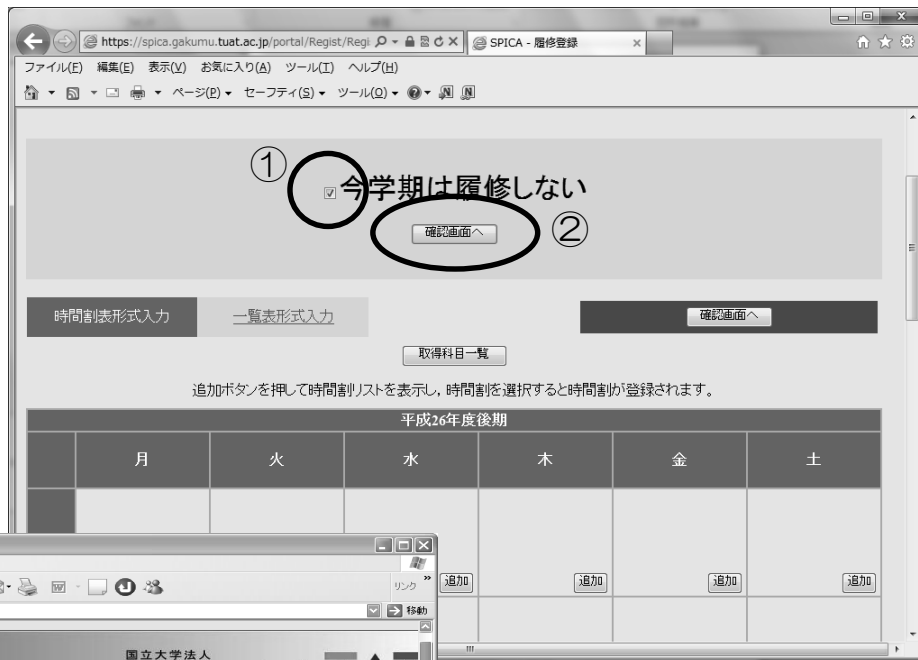 https://spica.gakumu.tuat.ac.jp/portal/Regist/Regi
SPICA - 履修登録
ファイル(F) 編集(E) 表示(V) お気に入り(A) ツール(T) ヘルプ(H)
ページ(P) セーフティ(S) ツール(O)
①
今学期は履修しない
確認画面へ
②
時間割表形式入力 一覧表形式入力 確認画面へ
取得科目一覧
追加ボタンを押して時間割リストを表示し，時間割を選択すると時間割が登録されます。
平成26年度後期
月 火 水 木 金 土
追加 追加 追加 追加
リンク
移動
国立大学法人